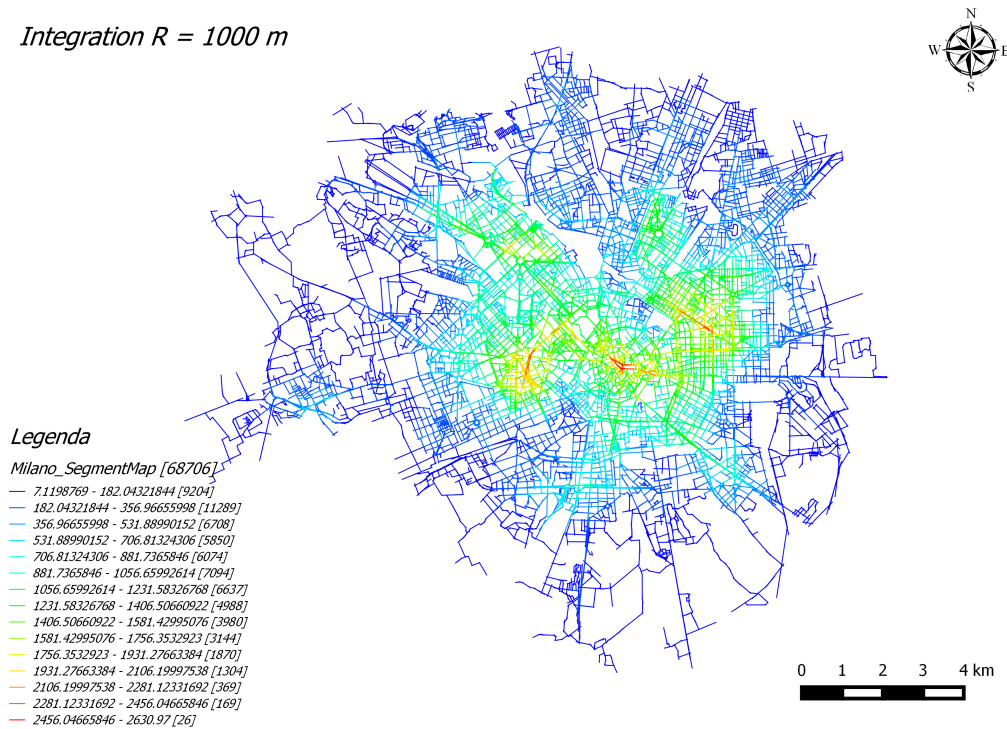 Integration R = 1000 m
N
W E
S
Legenda
Milano_SegmentMap [68706]
7.1198769 - 182.04321844 [9204]
182.04321844 - 356.96655998 [11289]
356.96655998 - 531.88990152 [6708]
531.88990152 - 706.81324306 [5850]
706.81324306 - 881.7365846 [6074]
881.7365846 - 1056.65992614 [7094]
1056.65992614 - 1231.58326768 [6637]
1231.58326768 - 1406.50660922 [4988]
1406.50660922 - 1581.42995076 [3980]
1581.42995076 - 1756.3532923 [3144]
1756.3532923 - 1931.27663384 [1870]
1931.27663384 - 2106.19997538 [1304]
2106.19997538 - 2281.12331692 [369]
2281.12331692 - 2456.04665846 [169]
2456.04665846 - 2630.97 [26]
0 1 2 3 4 km